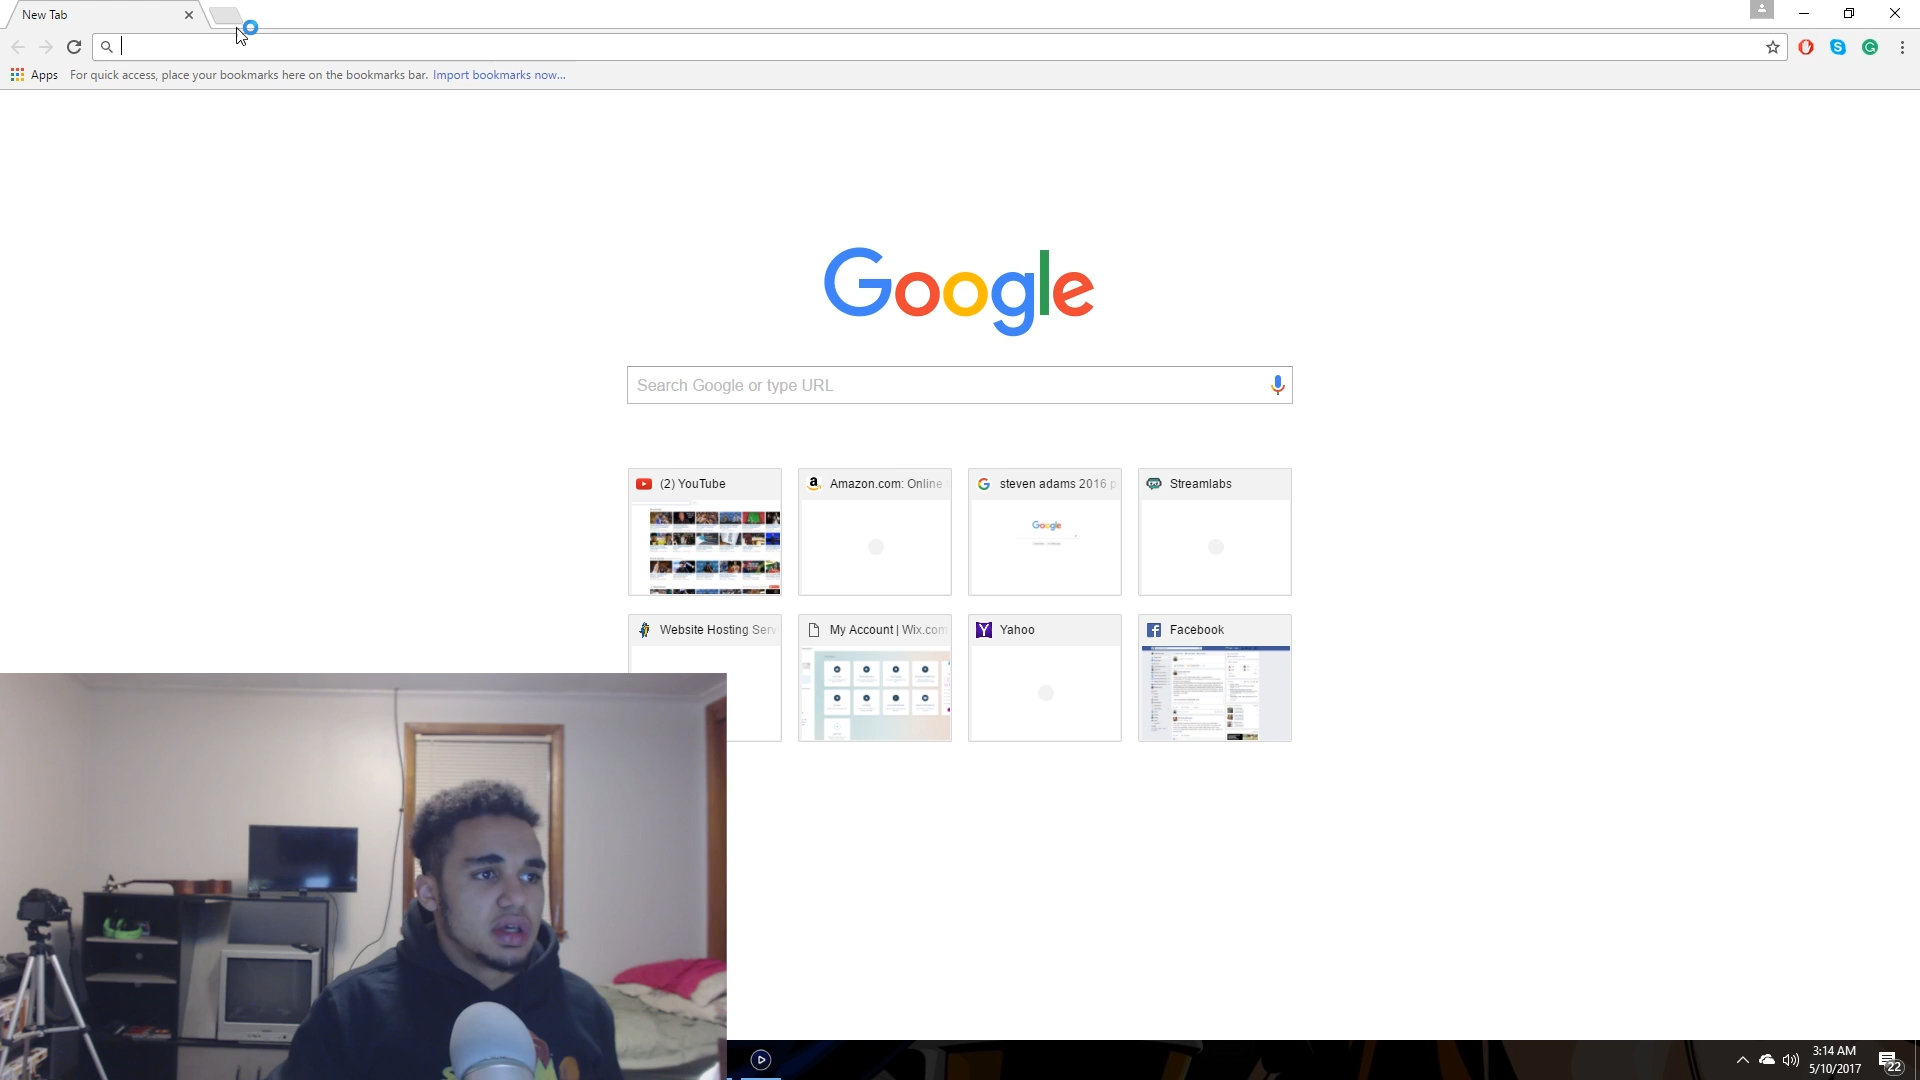 New Tab
Apps For quick access, place your bookmarks here on the bookmarks bar. Import bookmarks now...
Google
Search Google or type URL
(2) YouTube
Amazon.com: Online
steven adams 2016 p
Streamlabs
Website Hosting Serv
My Account | Wix.com
Yahoo
Facebook
Google
3:14 AM
5/10/2017
22